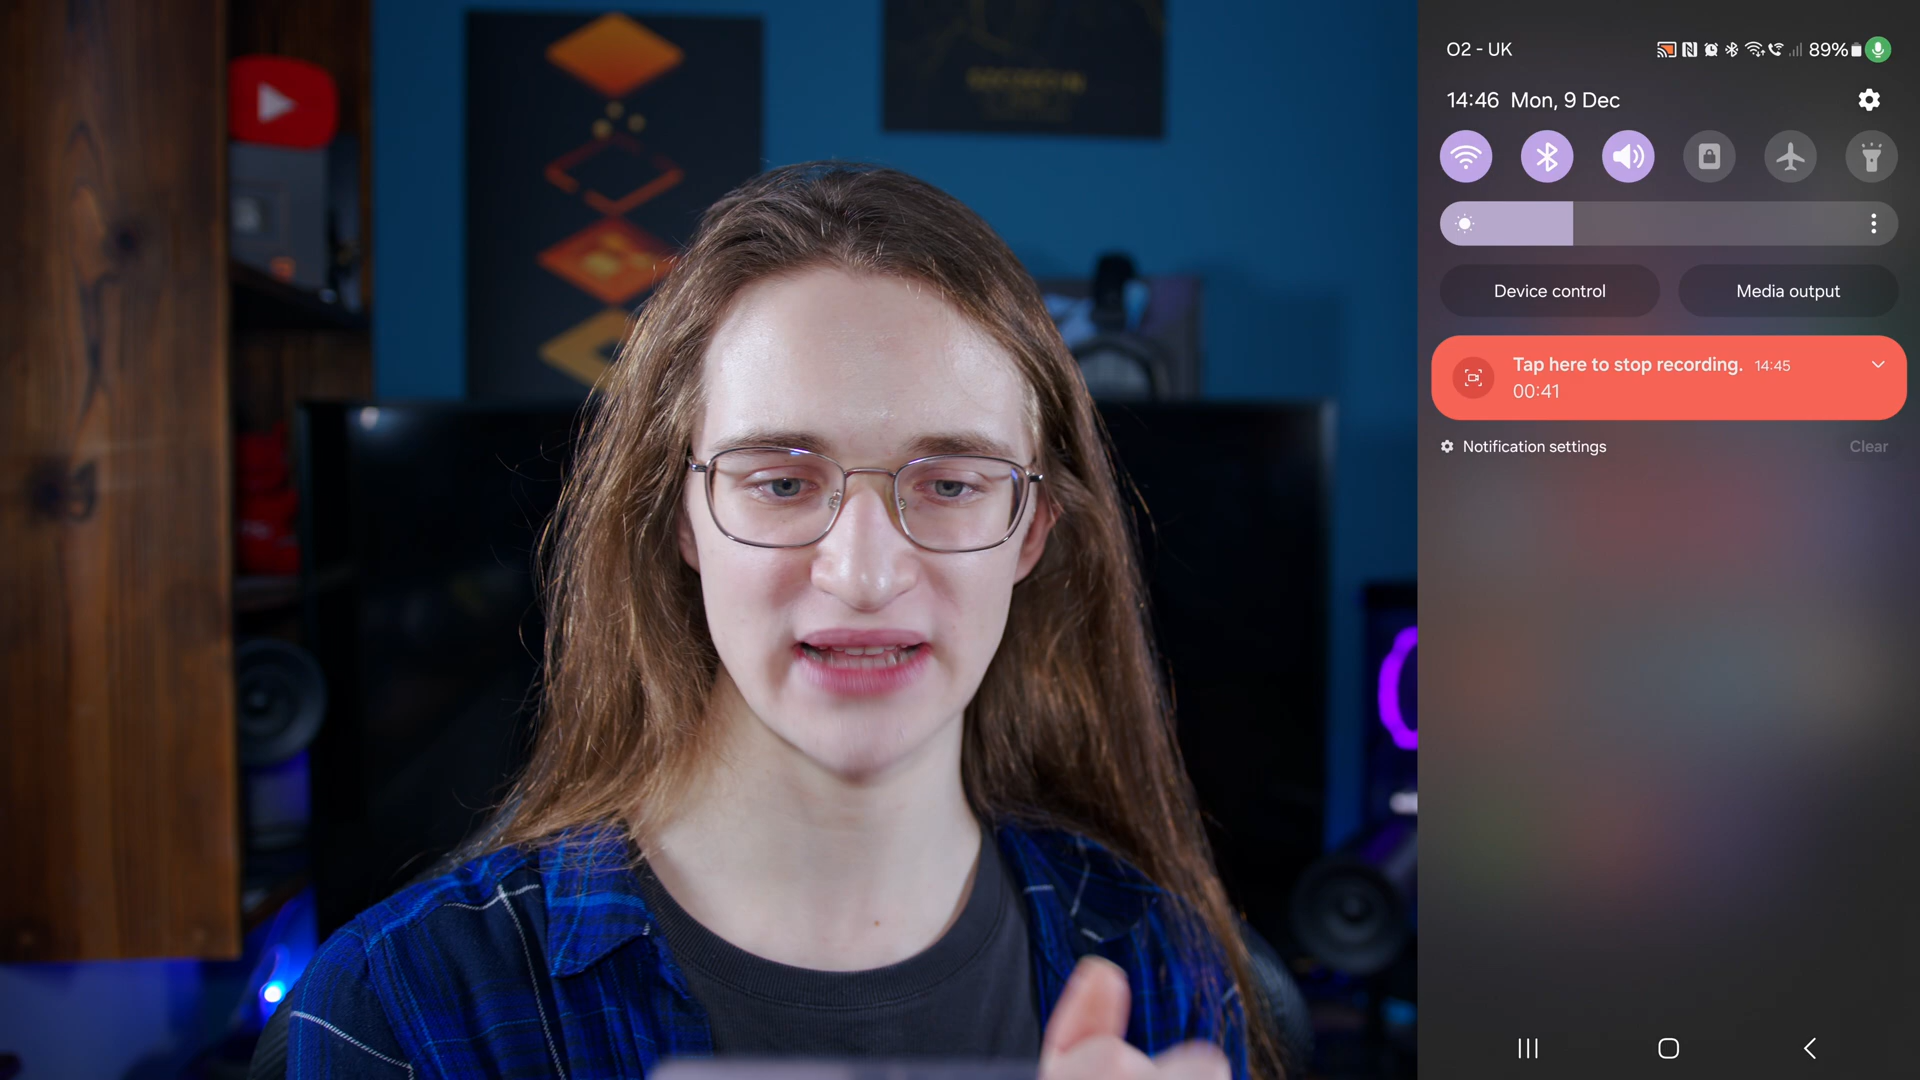 O2 - UK
89%
14:46 Mon, 9 Dec
Device control
Media output
Tap here to stop recording. 14:45
00:41
Notification settings
Clear